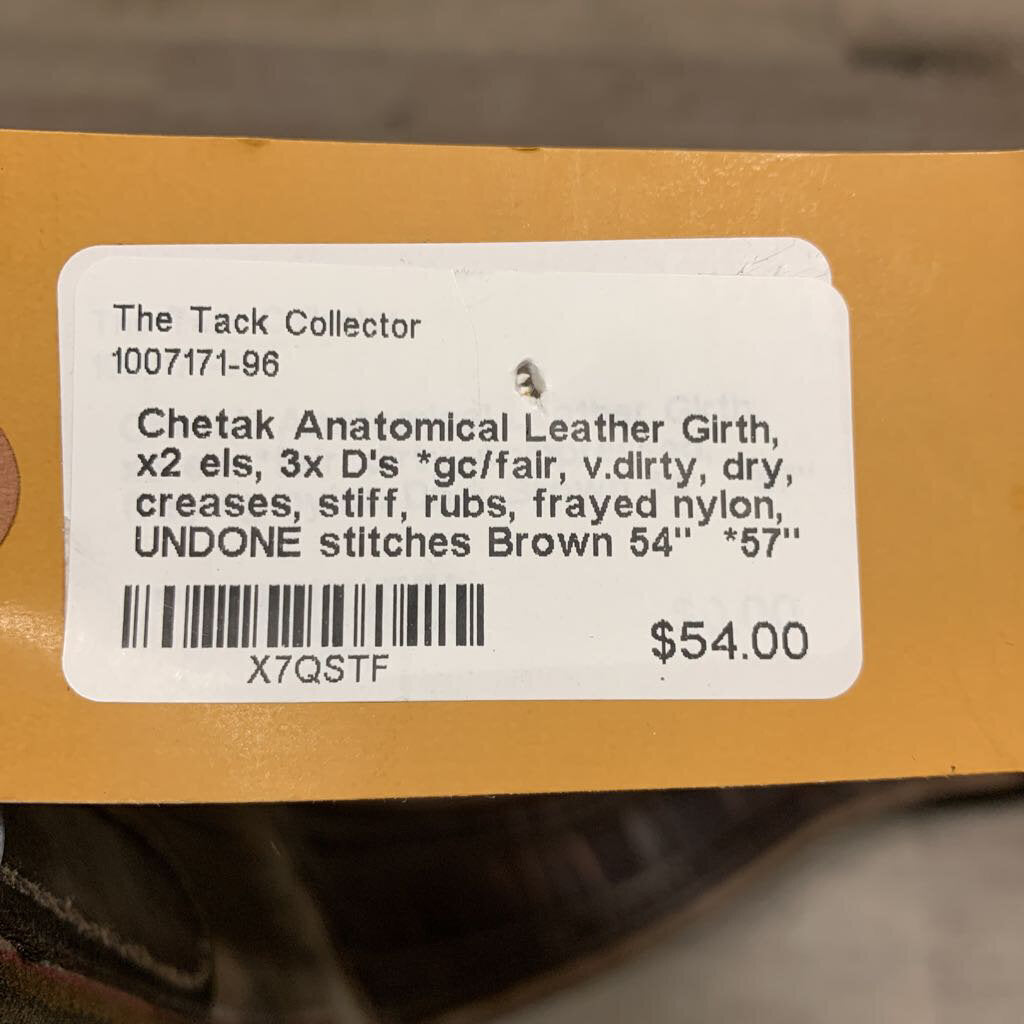 The Tack Collector
1007171-96
Chetak Anatomical Leather Girth,
x2 els, 3x D's *gc/fair, v.dirty, dry,
creases, stiff, rubs, frayed nylon,
UNDONE stitches Brown 54" *57"
X7QSTF
$54.00